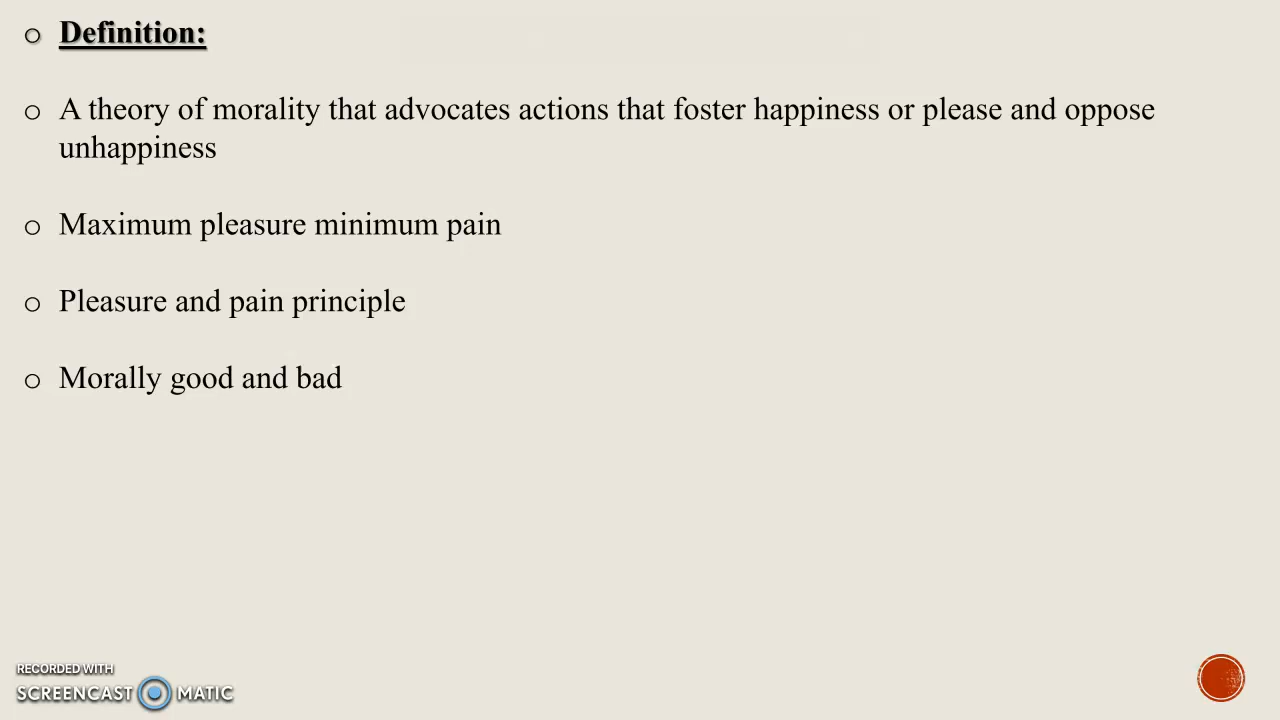 Definition:
A theory of morality that advocates actions that foster happiness or please and oppose
unhappiness
Maximum pleasure minimum pain
Pleasure and pain principle
Morally good and bad
RECORDED WITH
SCREENCAST MATIC